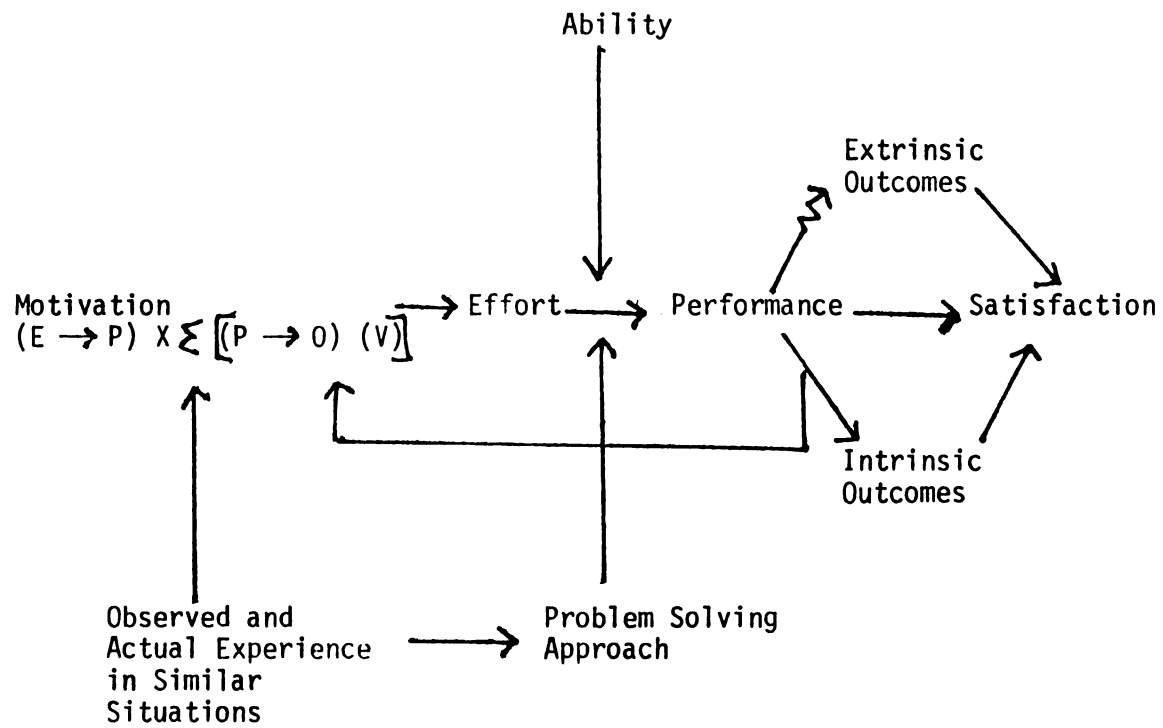 Ability
Extrinsic
Outcomes
Motivation
(E → P) X Σ [(P → O) (V)]
Effort
Performance
Satisfaction
Intrinsic
Outcomes
Observed and
Actual Experience
in Similar
Situations
Problem Solving
Approach